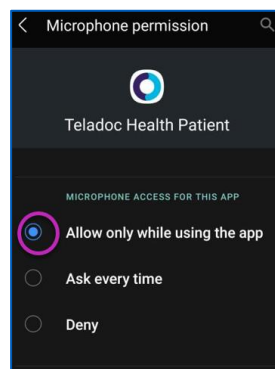 Microphone permission
Teladoc Health Patient
MICROPHONE ACCESS FOR THIS APP
Allow only while using the app
Ask every time
Deny